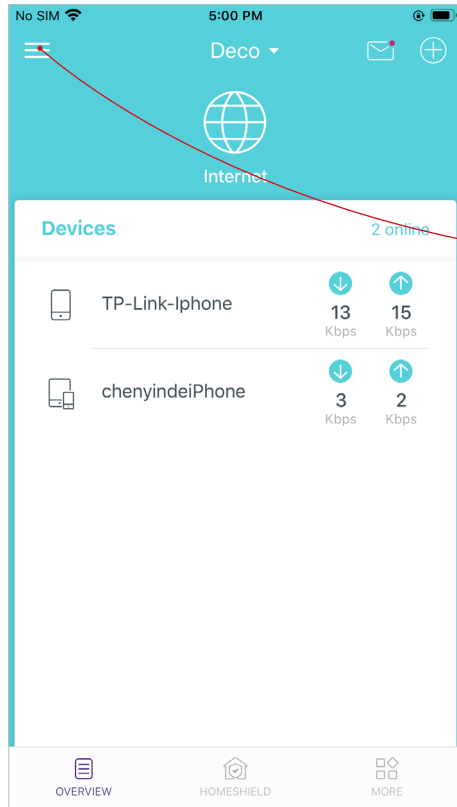 No SIM 5:00 PM
Deco
Internet
Devices 2 online
TP-Link-Iphone
13 15
Kbps Kbps
chenyindeiPhone
3 2
Kbps Kbps
OVERVIEW HOMESHIELD MORE